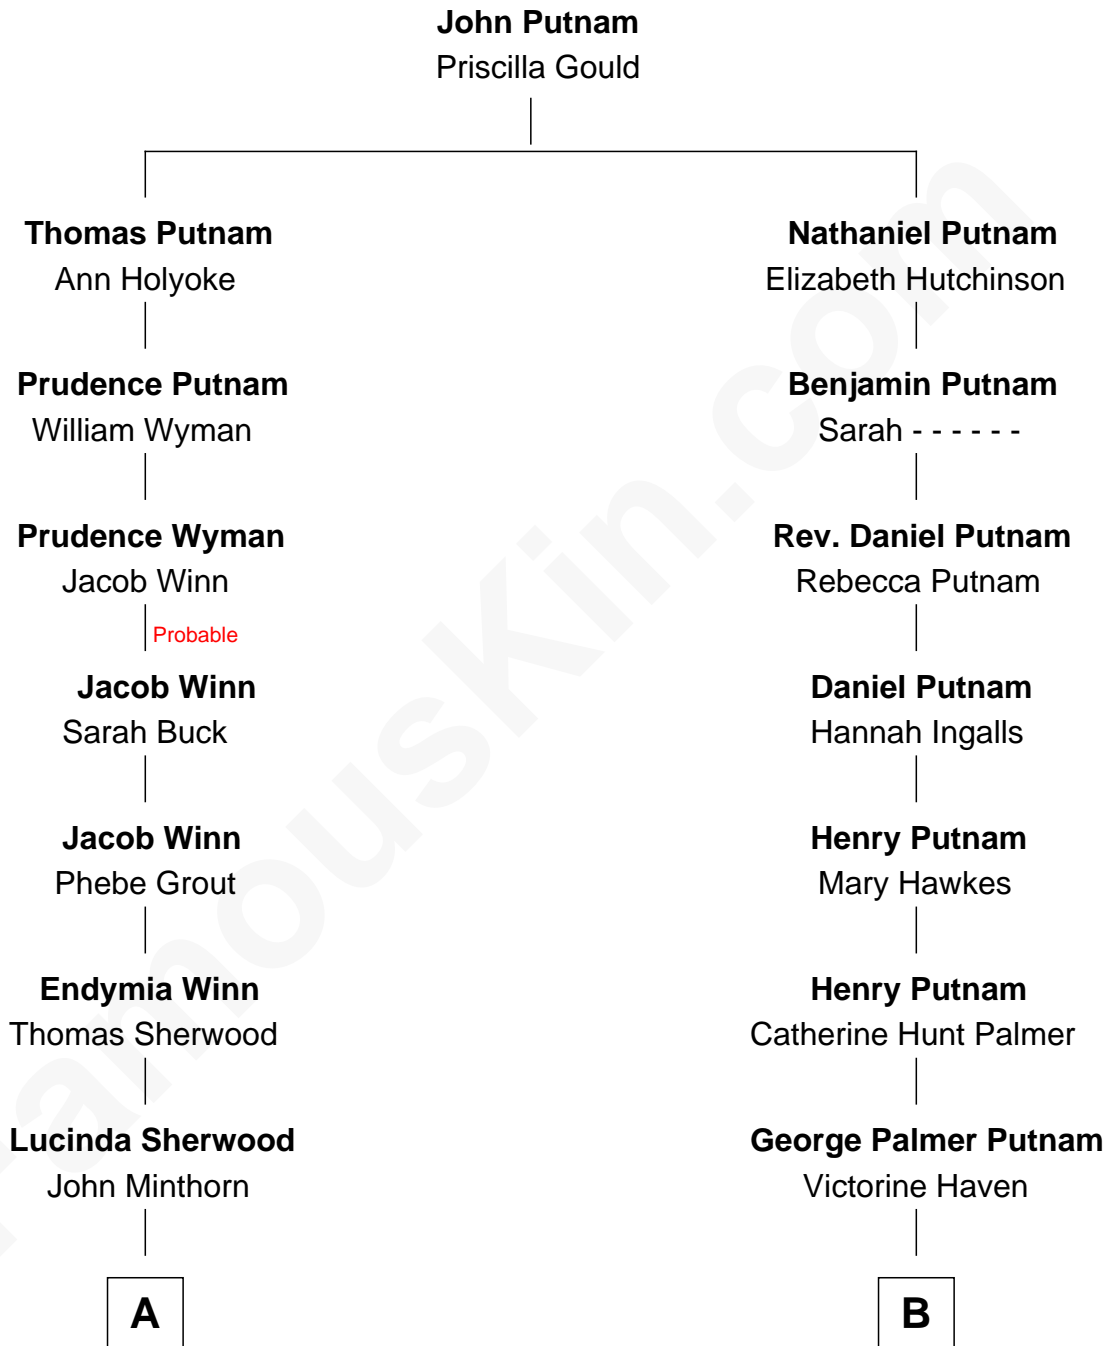 John Putnam
Priscilla Gould
Thomas Putnam
Ann Holyoke
Nathaniel Putnam
Elizabeth Hutchinson
Prudence Putnam
William Wyman
Benjamin Putnam
Sarah - - - - - -
Prudence Wyman
Jacob Winn
Rev. Daniel Putnam
Rebecca Putnam
Probable
Jacob Winn
Sarah Buck
Daniel Putnam
Hannah Ingalls
Jacob Winn
Phebe Grout
Henry Putnam
Mary Hawkes
Endymia Winn
Thomas Sherwood
Henry Putnam
Catherine Hunt Palmer
Lucinda Sherwood
John Minthorn
George Palmer Putnam
Victorine Haven
A
B
FamousKin.com